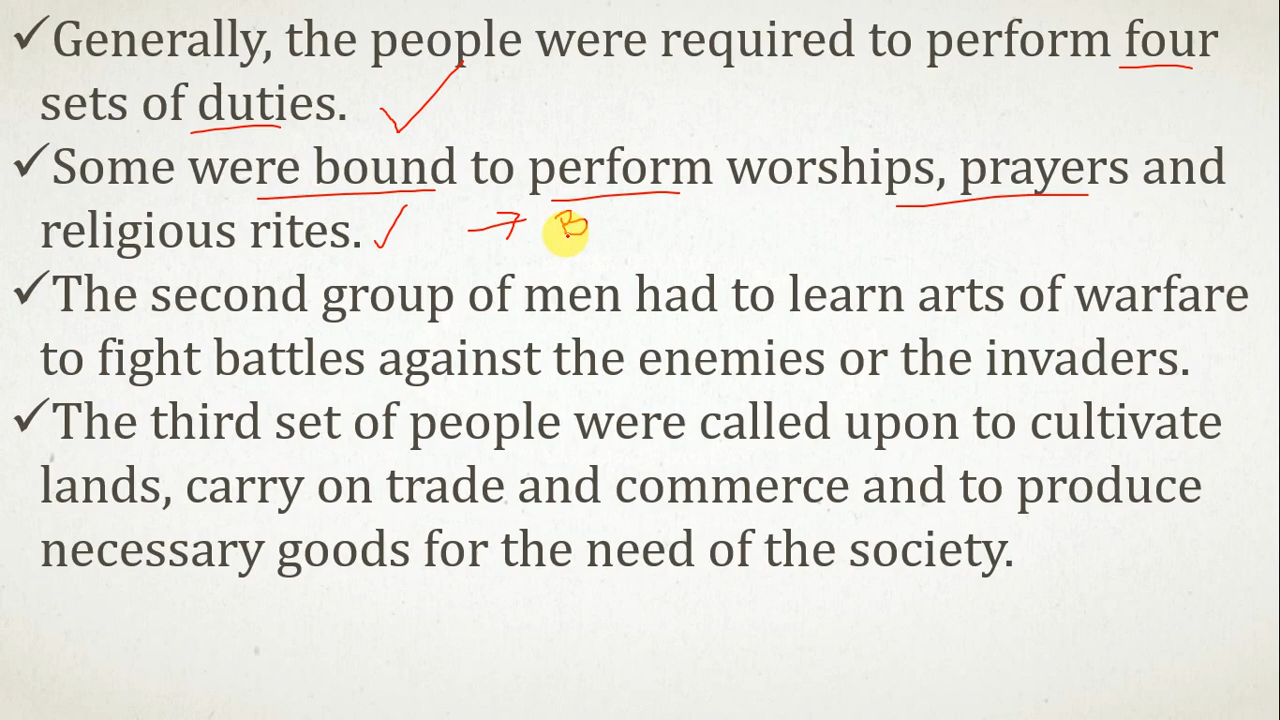 ✓Generally, the people were required to perform four
sets of duties.
✓Some were bound to perform worships, prayers and
religious rites. → B
✓The second group of men had to learn arts of warfare
to fight battles against the enemies or the invaders.
✓The third set of people were called upon to cultivate
lands, carry on trade and commerce and to produce
necessary goods for the need of the society.